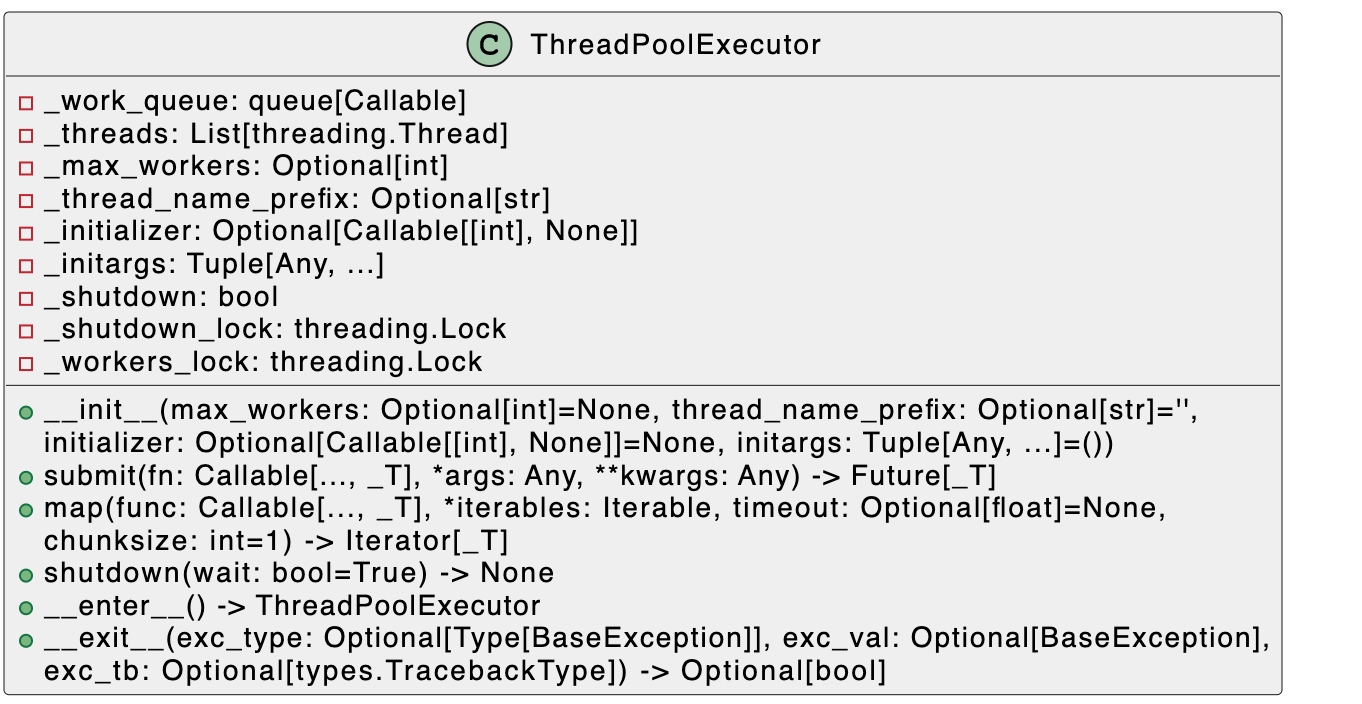 C ThreadPoolExecutor
_work_queue: queue[Callable]
_threads: List[threading.Thread]
_max_workers: Optional[int]
_thread_name_prefix: Optional[str]
_initializer: Optional[Callable[[int], None]]
_initargs: Tuple[Any, ...]
_shutdown: bool
_shutdown_lock: threading.Lock
_workers_lock: threading.Lock
__init__(max_workers: Optional[int]=None, thread_name_prefix: Optional[str]='',
initializer: Optional[Callable[[int], None]]=None, initargs: Tuple[Any, ...]=())
submit(fn: Callable[..., _T], *args: Any, **kwargs: Any) -> Future[_T]
map(func: Callable[..., _T], *iterables: Iterable, timeout: Optional[float]=None,
chunksize: int=1) -> Iterator[_T]
shutdown(wait: bool=True) -> None
__enter__() -> ThreadPoolExecutor
__exit__(exc_type: Optional[Type[BaseException]], exc_val: Optional[BaseException],
exc_tb: Optional[types.TracebackType]) -> Optional[bool]